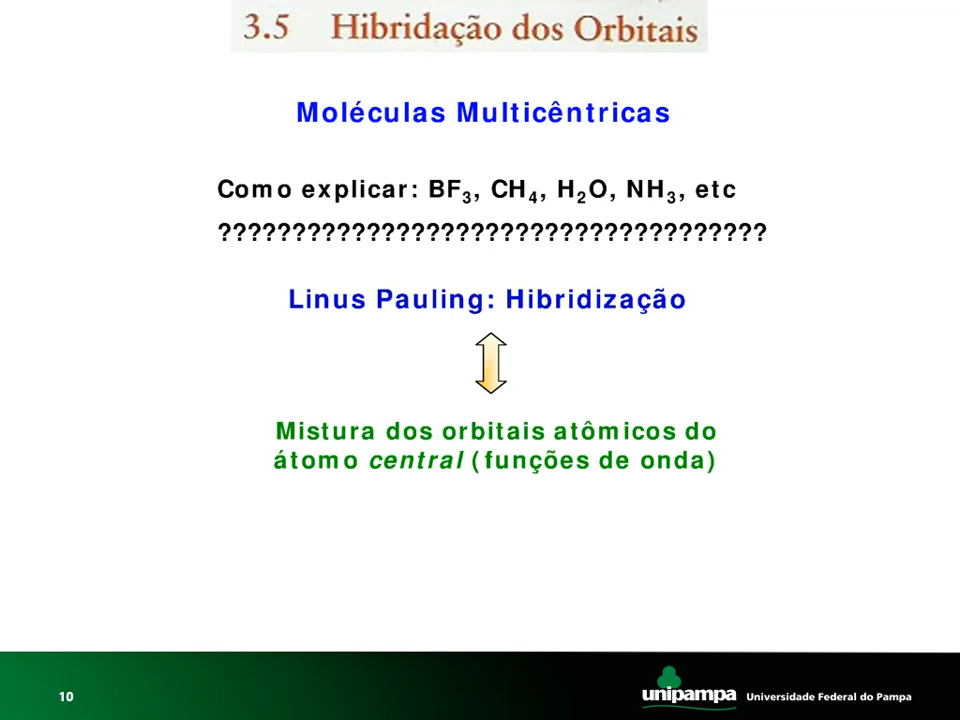 3.5 Hibridação dos Orbitais
Moléculas Multicêntricas
Como explicar: BF₃, CH₄, H₂O, NH₃, etc
?????????????????????????????????????
Linus Pauling: Hibridização
Mistura dos orbitais atômicos do
átomo central (funções de onda)
10
unipampa Universidade Federal do Pampa